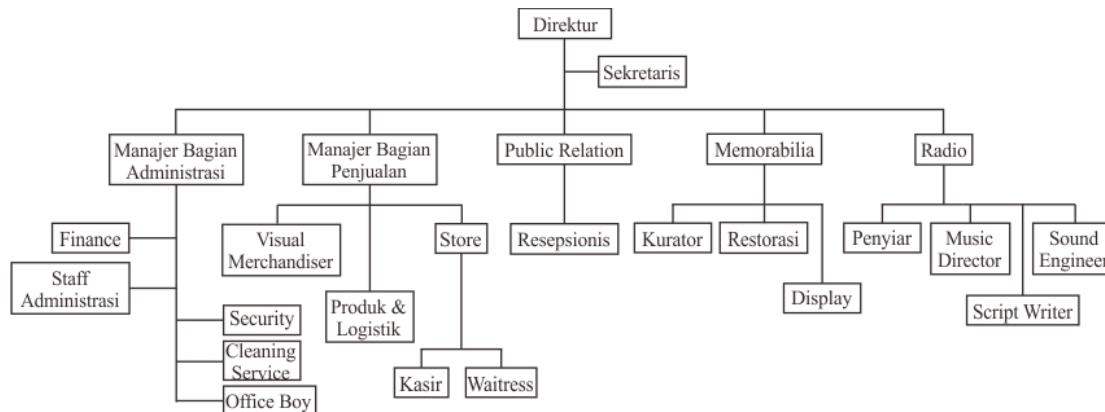 Direktur
Sekretaris
Manajer Bagian
Administrasi
Manajer Bagian
Penjualan
Public Relation
Memorabilia
Radio
Finance
Staff
Administrasi
Security
Cleaning
Service
Office Boy
Visual
Merchandiser
Produk &
Logistik
Store
Kasir
Waitress
Resepsionis
Kurator
Restorasi
Display
Penyiar
Music
Director
Script Writer
Sound
Engineer